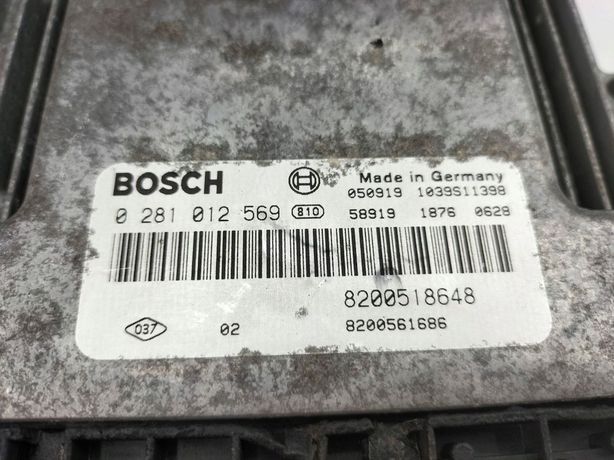 BOSCH
Made in Germany
050919 1039S11398
0 281 012 569 810 58919 1876 0628
8200518648
037 02 8200561686